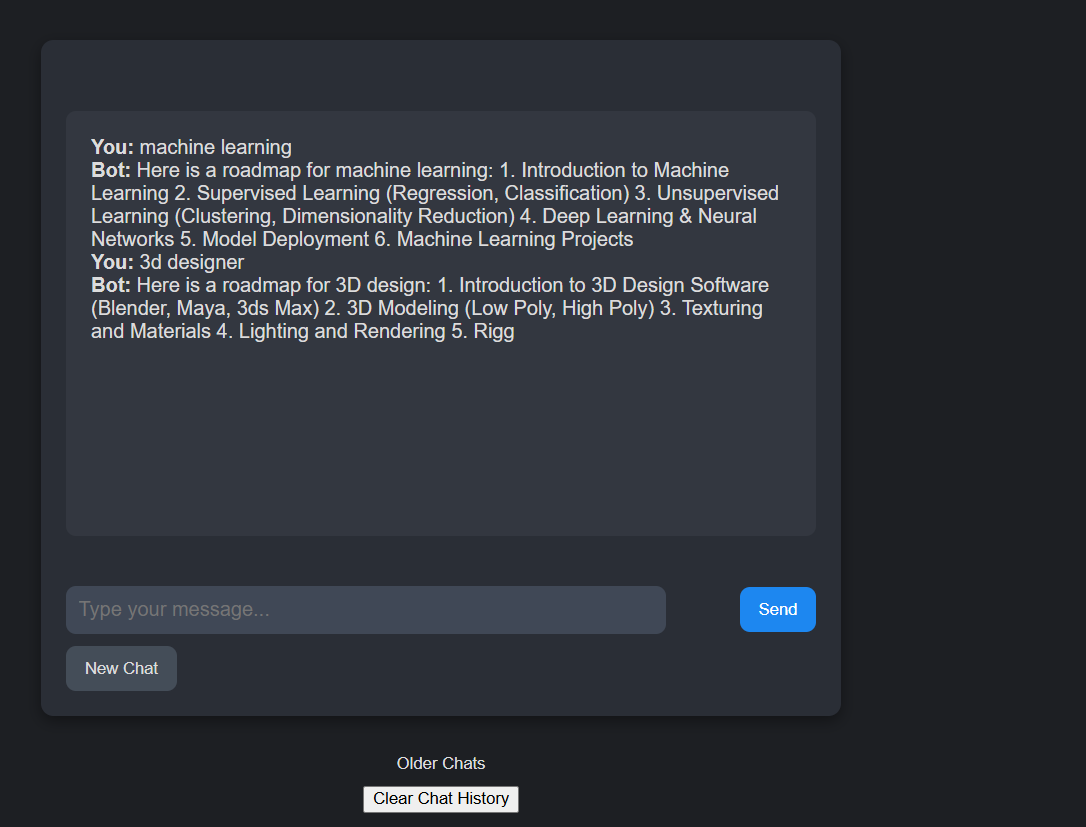 You: machine learning
Bot: Here is a roadmap for machine learning: 1. Introduction to Machine
Learning 2. Supervised Learning (Regression, Classification) 3. Unsupervised
Learning (Clustering, Dimensionality Reduction) 4. Deep Learning & Neural
Networks 5. Model Deployment 6. Machine Learning Projects
You: 3d designer
Bot: Here is a roadmap for 3D design: 1. Introduction to 3D Design Software
(Blender, Maya, 3ds Max) 2. 3D Modeling (Low Poly, High Poly) 3. Texturing
and Materials 4. Lighting and Rendering 5. Rigg
Type your message...
Send
New Chat
Older Chats
Clear Chat History